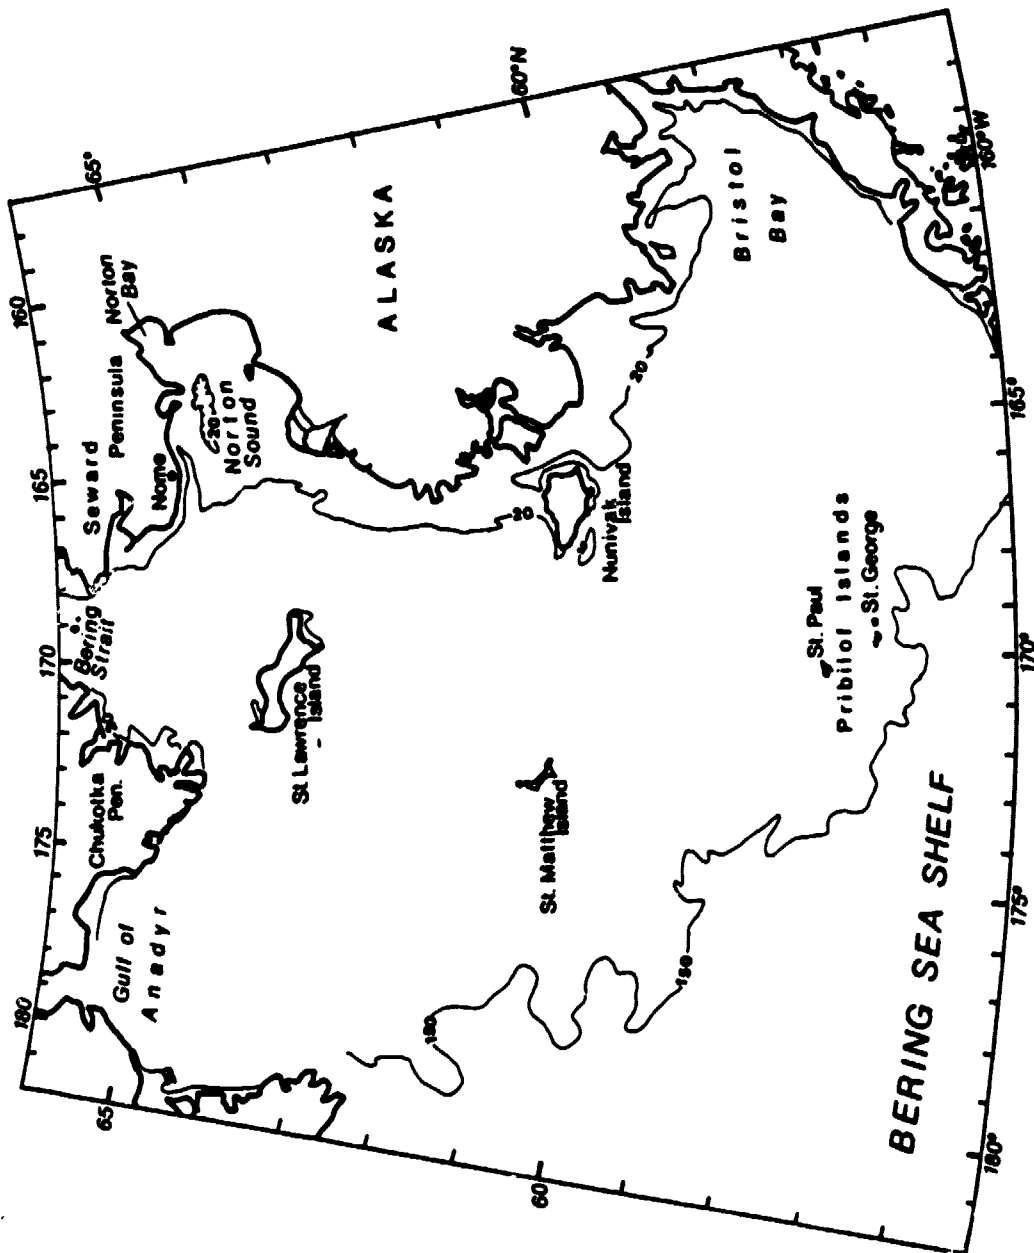 160
65°
60°N
160°W
165
Seward
Peninsula
Norton
Bay
Nome
20
Norton
Sound
ALASKA
Bristol
Bay
20
20
165°
170
Bering
Strait
30
St Lawrence
Island
Nunivak
Island
St. Paul
Pribilof Islands
St. George
170°
175
Chukotka
Pen.
St. Matthew
Island
175°
180
Gulf of
Anadyr
180
65
60
BERING SEA SHELF
180°